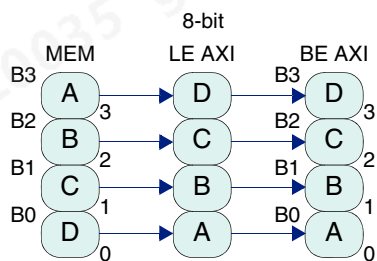 8-bit
MEM LE AXI BE AXI
B3 A 3 D B3 D 3
B2 B 2 C B2 C 2
B1 C 1 B B1 B 1
B0 D 0 A B0 A 0